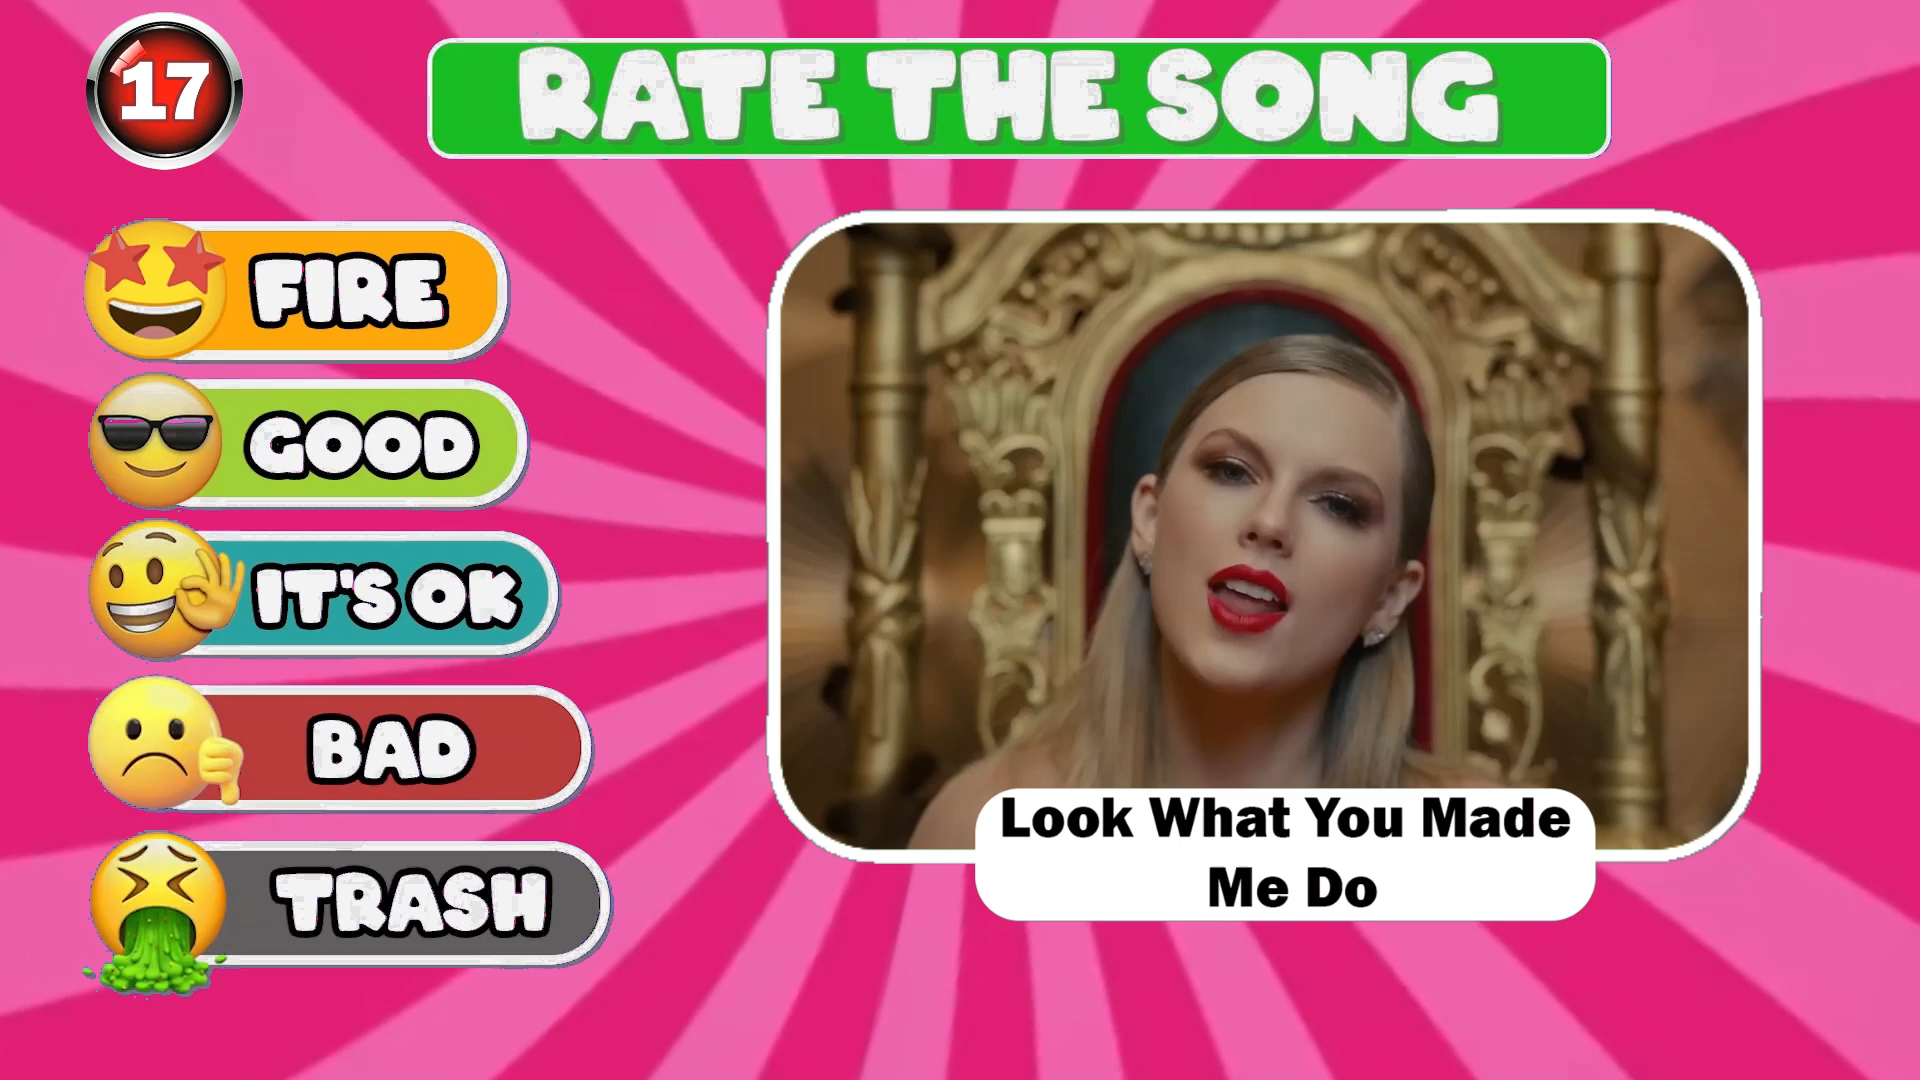 17
RATE THE SONG
FIRE
GOOD
IT'S OK
BAD
TRASH
Look What You Made
Me Do